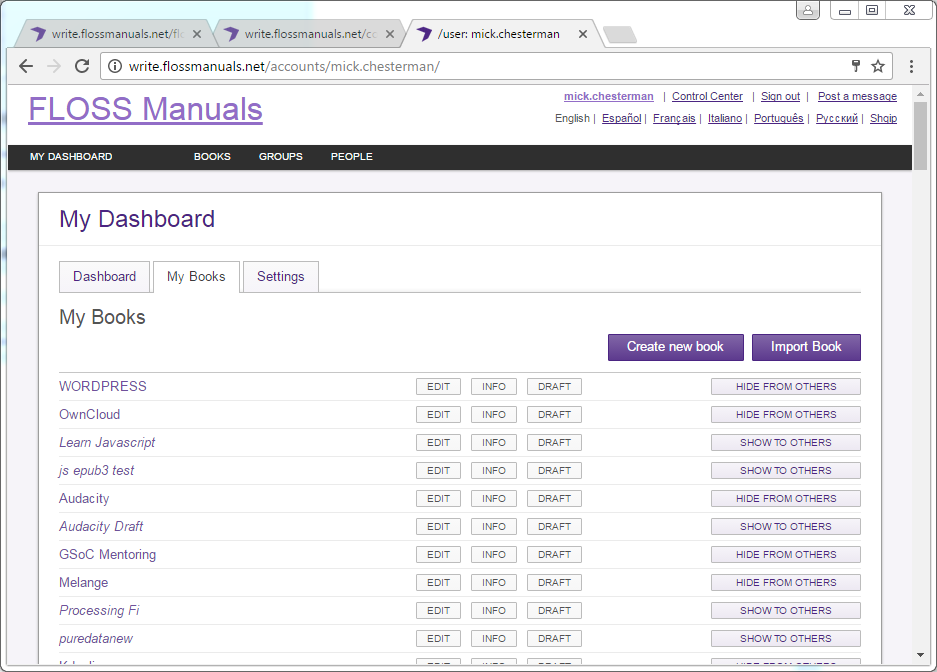 write.flossmanuals.net/fl
write.flossmanuals.net/cc
/user: mick.chesterman
write.flossmanuals.net/accounts/mick.chesterman/
FLOSS Manuals
mick.chesterman | Control Center | Sign out | Post a message
English | Español | Français | Italiano | Português | Русский | Shqip
MY DASHBOARD BOOKS GROUPS PEOPLE
My Dashboard
Dashboard My Books Settings
My Books
Create new book Import Book
WORDPRESS EDIT INFO DRAFT HIDE FROM OTHERS
OwnCloud EDIT INFO DRAFT HIDE FROM OTHERS
Learn Javascript EDIT INFO DRAFT SHOW TO OTHERS
js epub3 test EDIT INFO DRAFT SHOW TO OTHERS
Audacity EDIT INFO DRAFT HIDE FROM OTHERS
Audacity Draft EDIT INFO DRAFT SHOW TO OTHERS
GSoC Mentoring EDIT INFO DRAFT HIDE FROM OTHERS
Melange EDIT INFO DRAFT HIDE FROM OTHERS
Processing Fi EDIT INFO DRAFT SHOW TO OTHERS
puredatanew EDIT INFO DRAFT SHOW TO OTHERS